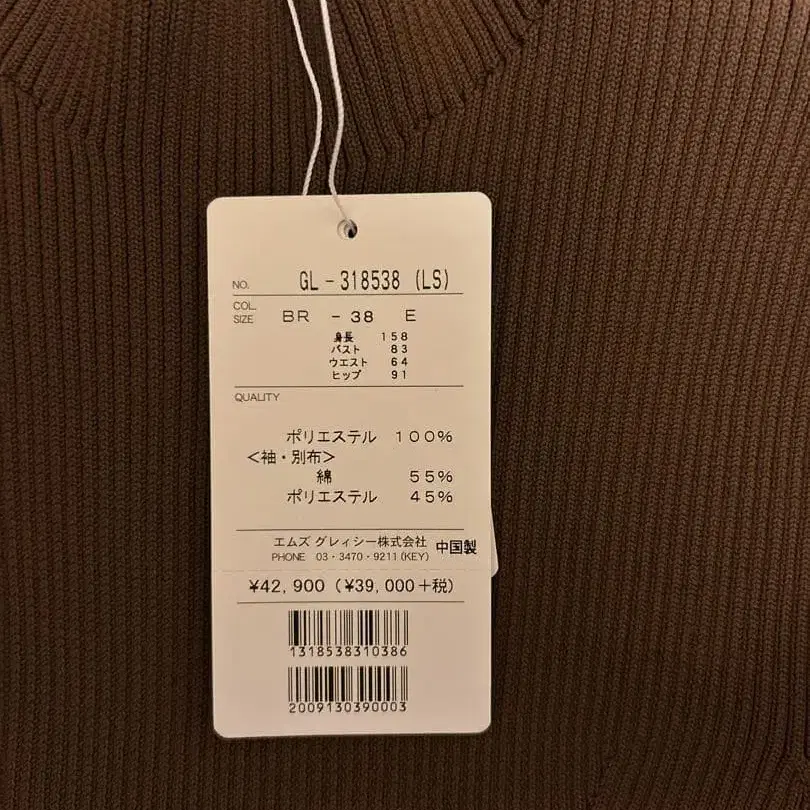 NO. GL-318538 (LS)
COL.
SIZE BR -38 E
身長 158
バスト 83
ウエスト 64
ヒップ 91
QUALITY
ポリエステル 100%
<袖・別布>
綿 55%
ポリエステル 45%
エムズ グレィシー株式会社 中国製
PHONE 03・3470・9211(KEY)
¥42,900(¥39,000+税)
1318538310386
2009130390003